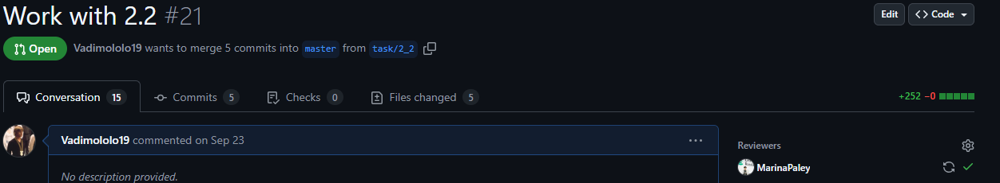 Work with 2.2 #21
Edit
Code
Open
Vadimololo19 wants to merge 5 commits into master from task/2_2
Conversation 15
Commits 5
Checks 0
Files changed 5
+252 −0
Vadimololo19 commented on Sep 23
No description provided.
Reviewers
MarinaPaley